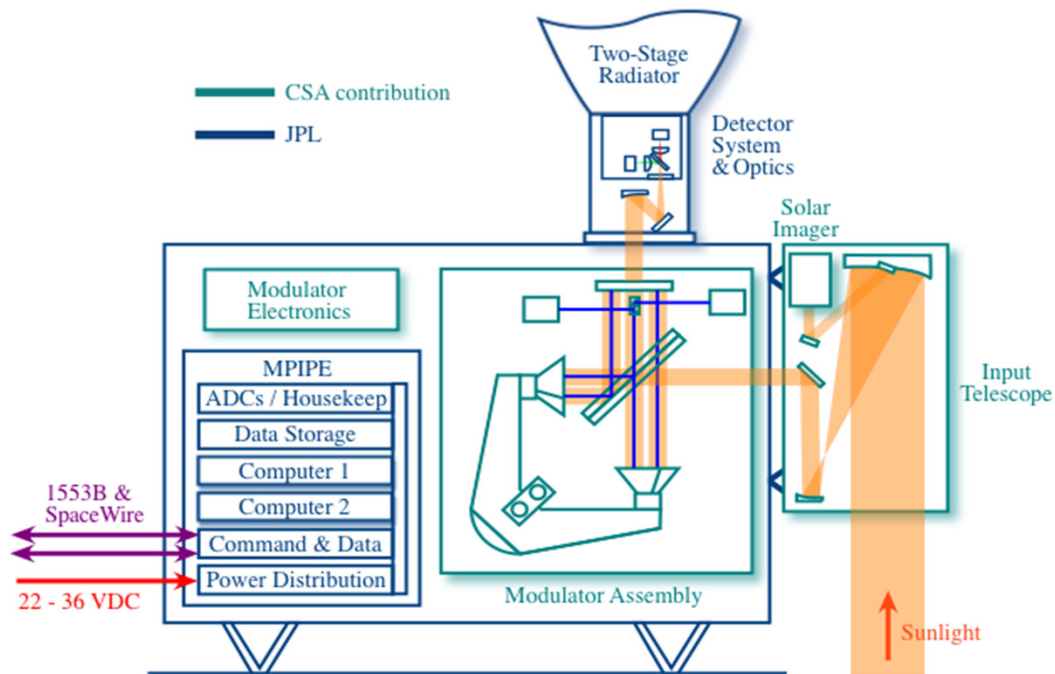 Two-Stage
Radiator
CSA contribution
JPL
Detector
System
& Optics
Solar
Imager
Modulator
Electronics
MPIPE
ADCs / Housekeep
Data Storage
Computer 1
Computer 2
Command & Data
Power Distribution
1553B &
SpaceWire
22 - 36 VDC
Input
Telescope
Modulator Assembly
Sunlight